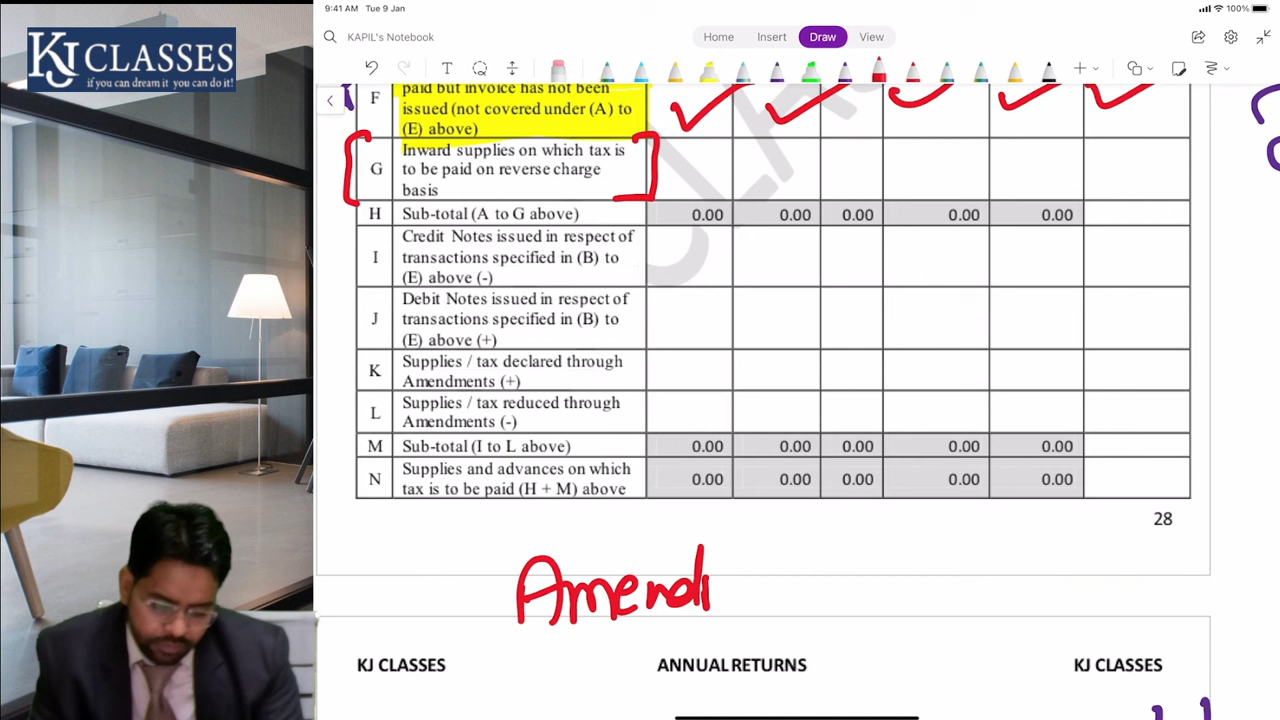 9:41 AM Tue 9 Jan
100%
KJ CLASSES
if you can dream it you can do it!
KAPIL's Notebook
Home Insert Draw View
F paid but invoice has not been
issued (not covered under (A) to
(E) above)
G Inward supplies on which tax is
to be paid on reverse charge
basis
H Sub-total (A to G above) 0.00 0.00 0.00 0.00 0.00
I Credit Notes issued in respect of
transactions specified in (B) to
(E) above (-)
J Debit Notes issued in respect of
transactions specified in (B) to
(E) above (+)
K Supplies / tax declared through
Amendments (+)
L Supplies / tax reduced through
Amendments (-)
M Sub-total (I to L above) 0.00 0.00 0.00 0.00 0.00
N Supplies and advances on which
tax is to be paid (H + M) above 0.00 0.00 0.00 0.00 0.00
28
Amend
KJ CLASSES ANNUAL RETURNS KJ CLASSES